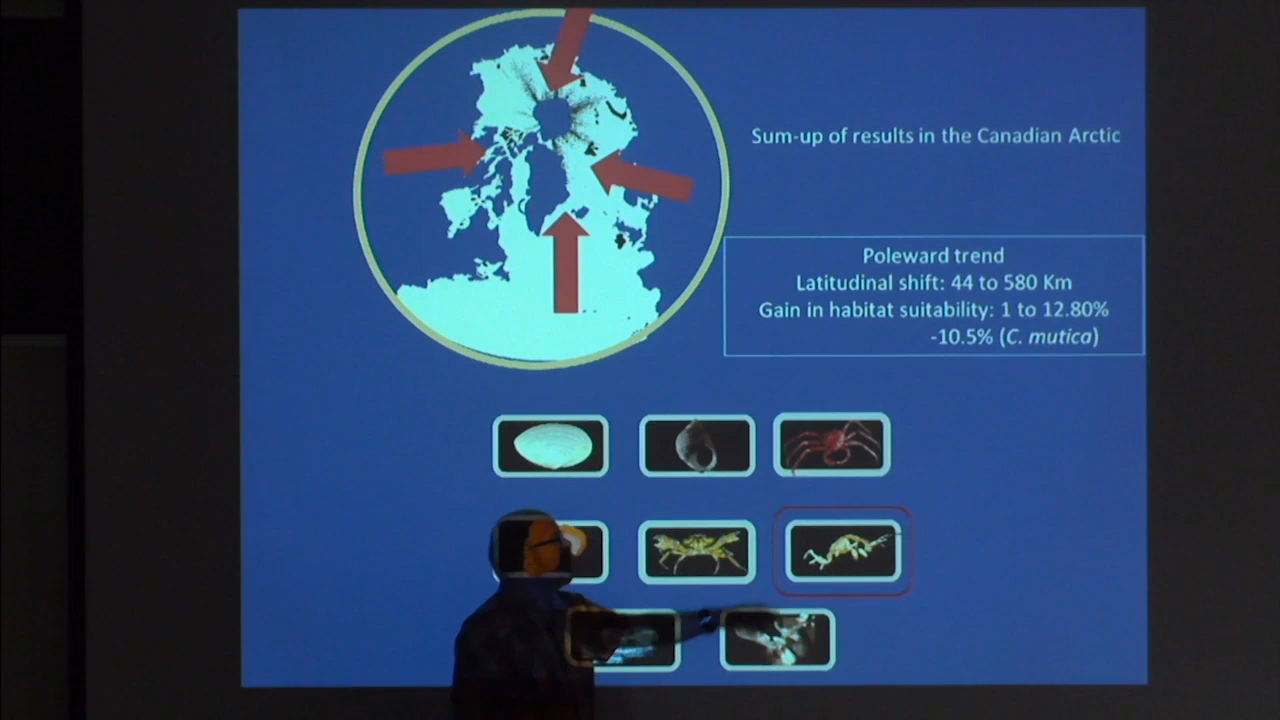 Sum-up of results in the Canadian Arctic
Poleward trend
Latitudinal shift: 44 to 580 Km
Gain in habitat suitability: 1 to 12.80%
-10.5% (C. mutica)